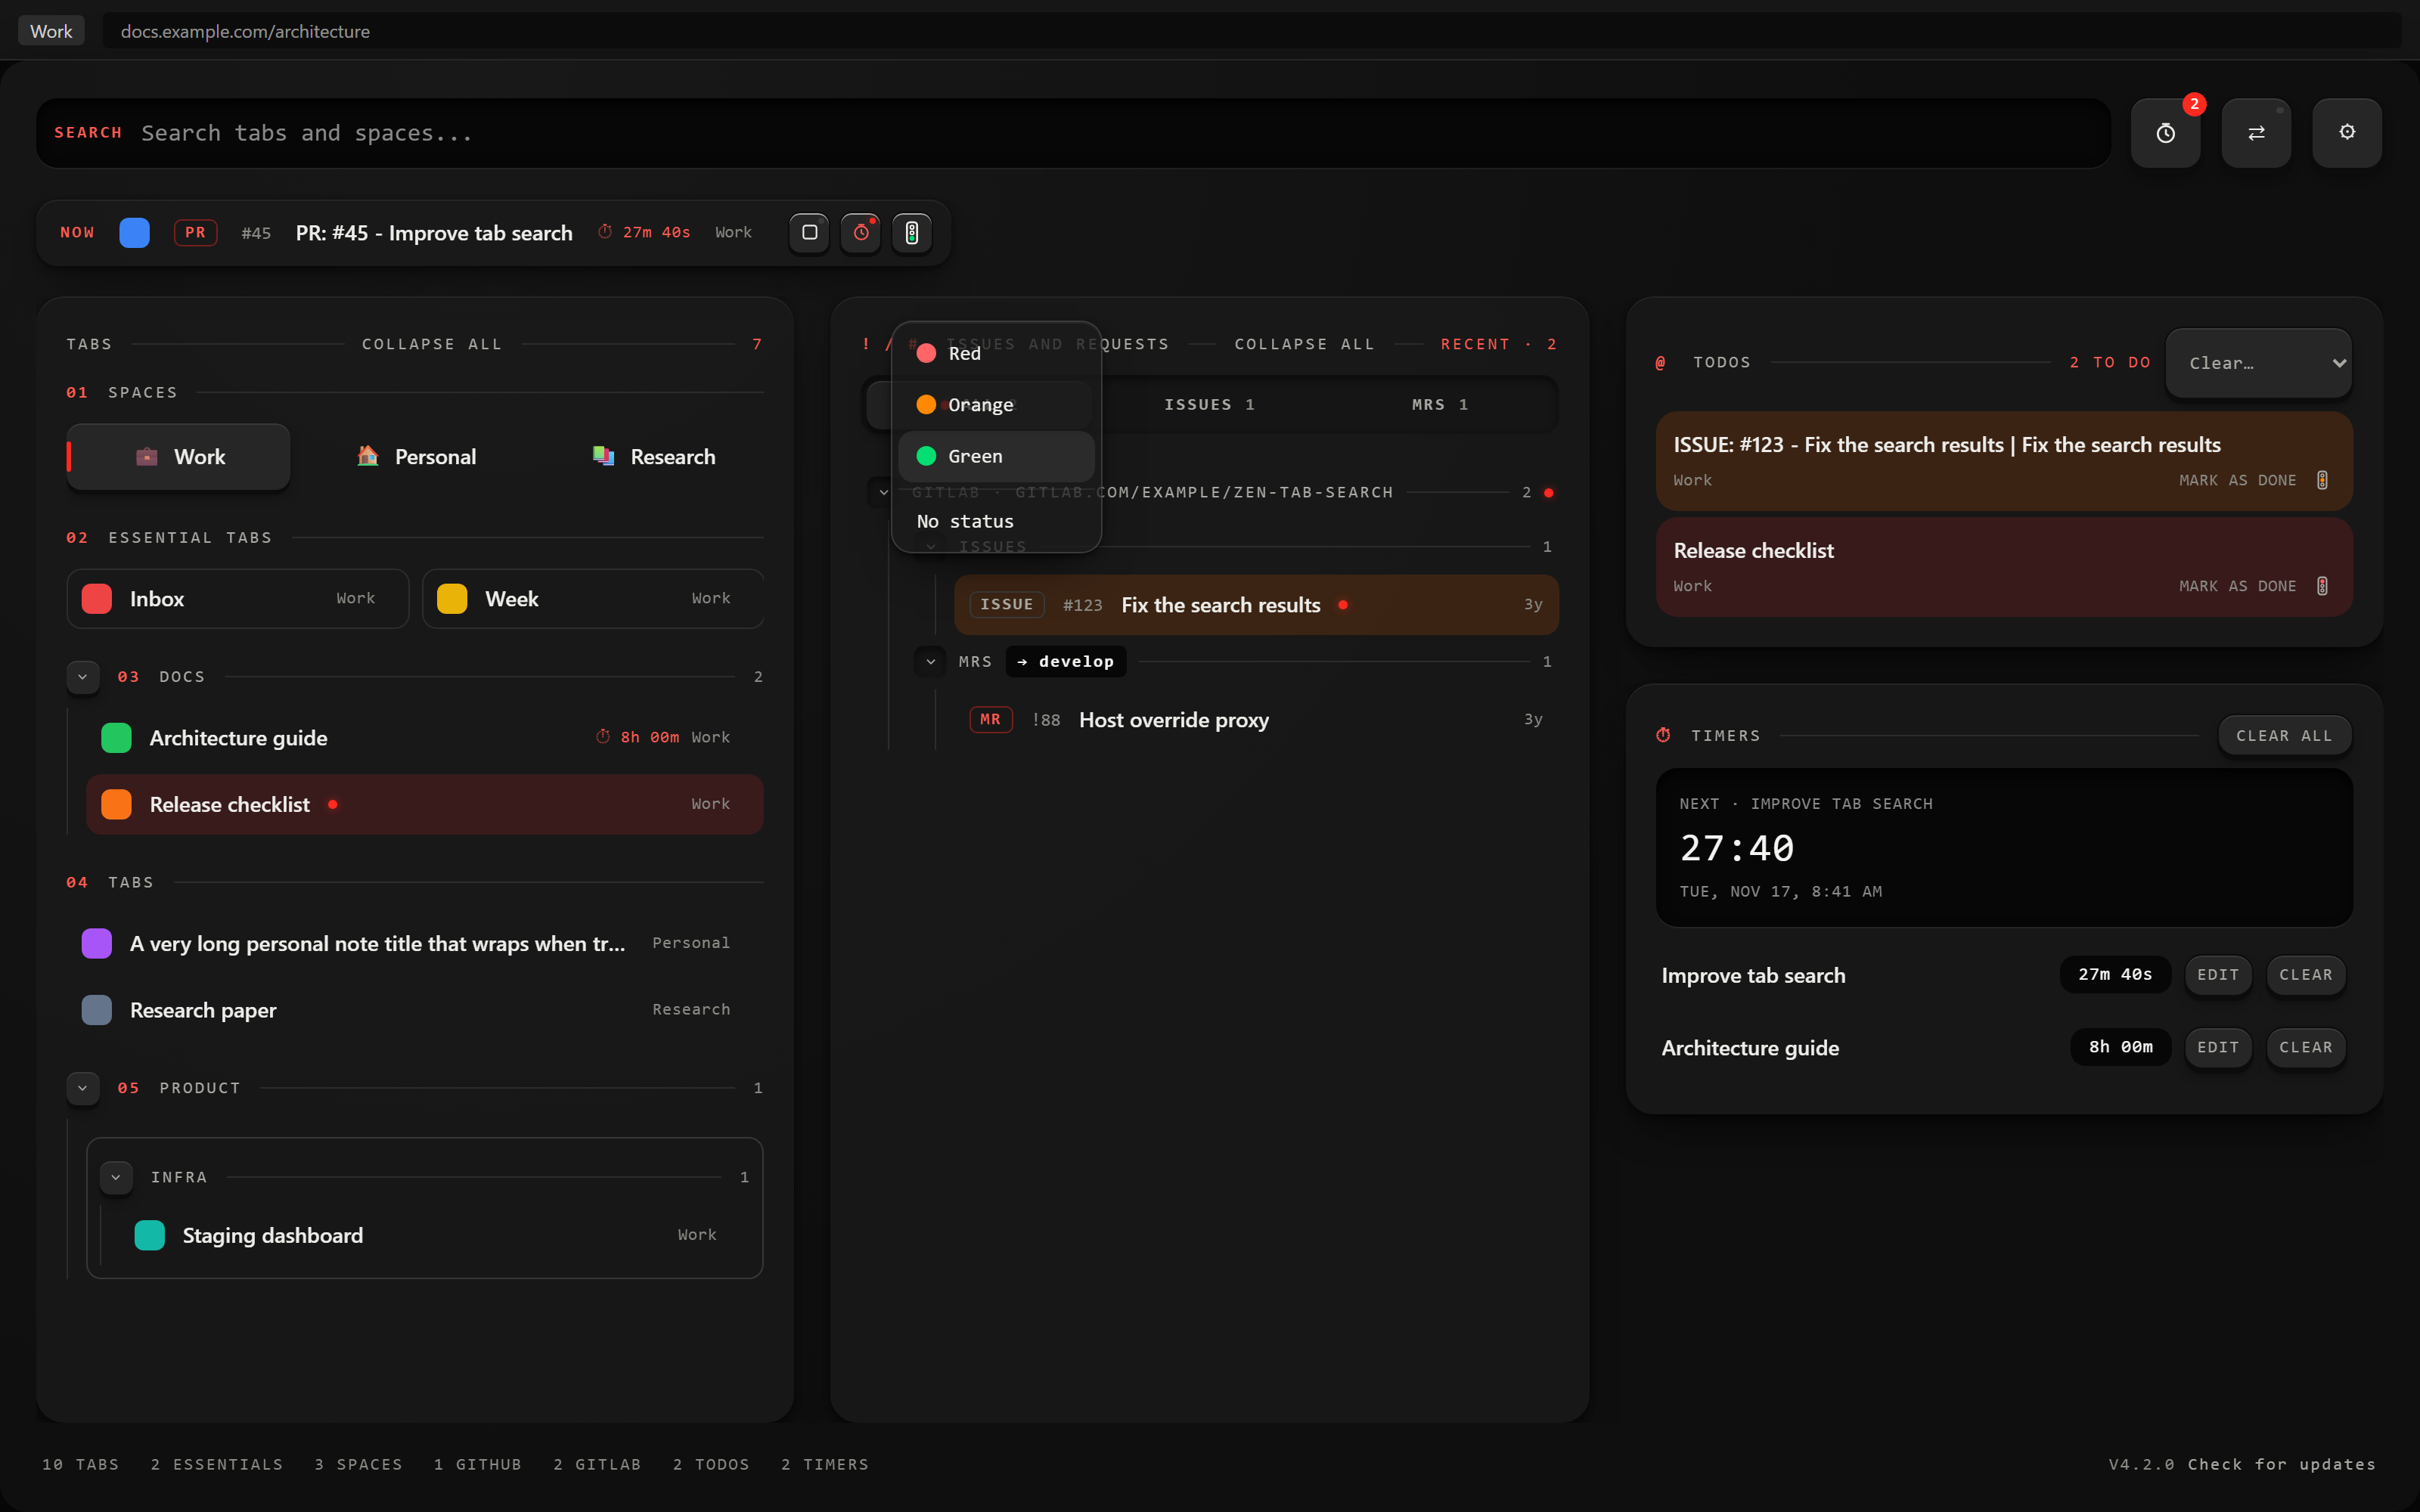 Work docs.example.com/architecture
SEARCH Search tabs and spaces...
2
NOW PR #45 PR: #45 - Improve tab search 27m 40s Work
TABS COLLAPSE ALL 7
01 SPACES
Work Personal Research
02 ESSENTIAL TABS
Inbox Work Week Work
03 DOCS 2
Architecture guide 8h 00m Work
Release checklist Work
04 TABS
A very long personal note title that wraps when tr... Personal
Research paper Research
05 PRODUCT 1
INFRA 1
Staging dashboard Work
! / # ISSUES AND REQUESTS COLLAPSE ALL RECENT · 2
ISSUES 1 MRS 1
Red
Orange
Green
No status
GITLAB · GITLAB.COM/EXAMPLE/ZEN-TAB-SEARCH 2
ISSUES 1
ISSUE #123 Fix the search results 3y
MRS → develop 1
MR !88 Host override proxy 3y
@ TODOS 2 TO DO Clear…
ISSUE: #123 - Fix the search results | Fix the search results
Work MARK AS DONE
Release checklist
Work MARK AS DONE
TIMERS CLEAR ALL
NEXT · IMPROVE TAB SEARCH
27:40
TUE, NOV 17, 8:41 AM
Improve tab search 27m 40s EDIT CLEAR
Architecture guide 8h 00m EDIT CLEAR
10 TABS 2 ESSENTIALS 3 SPACES 1 GITHUB 2 GITLAB 2 TODOS 2 TIMERS
V4.2.0 Check for updates